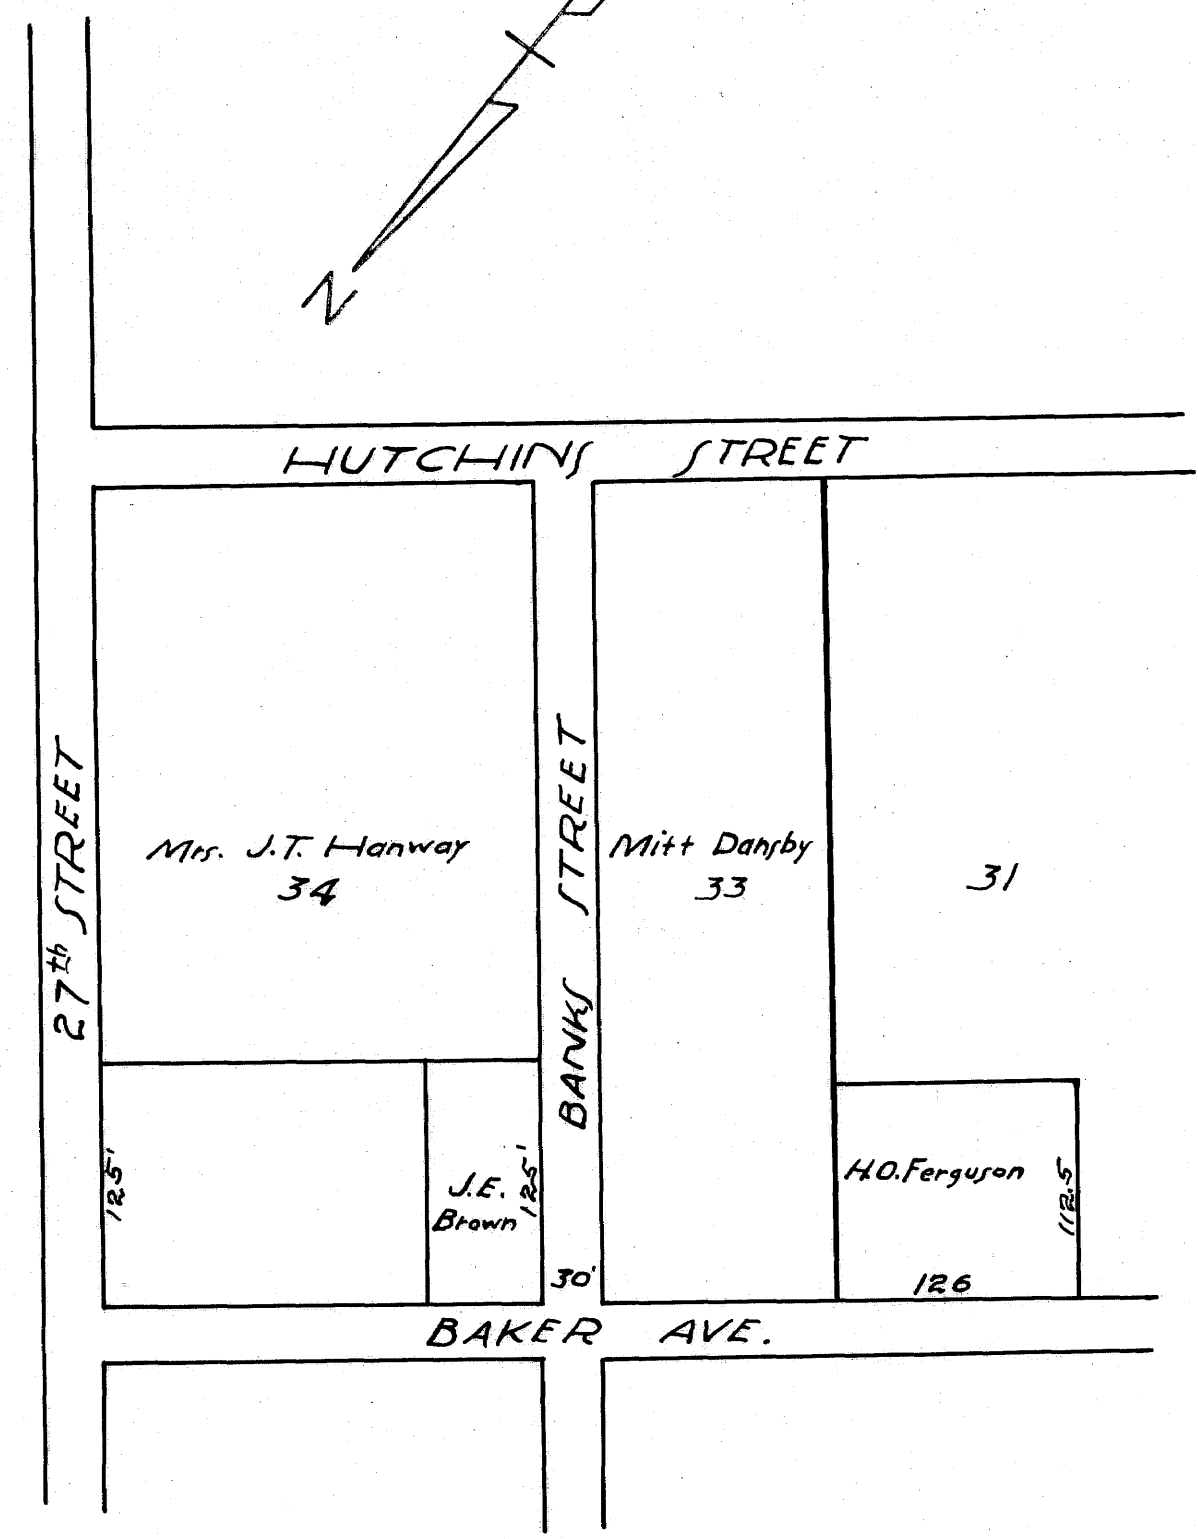 N
HUTCHINS STREET
27th STREET
Mrs. J.T. Hanway
34
BANKS STREET
Mitt Dansby
33
31
125'
J.E.
Brown
125'
30'
H.O. Ferguson
112.5
126
BAKER AVE.